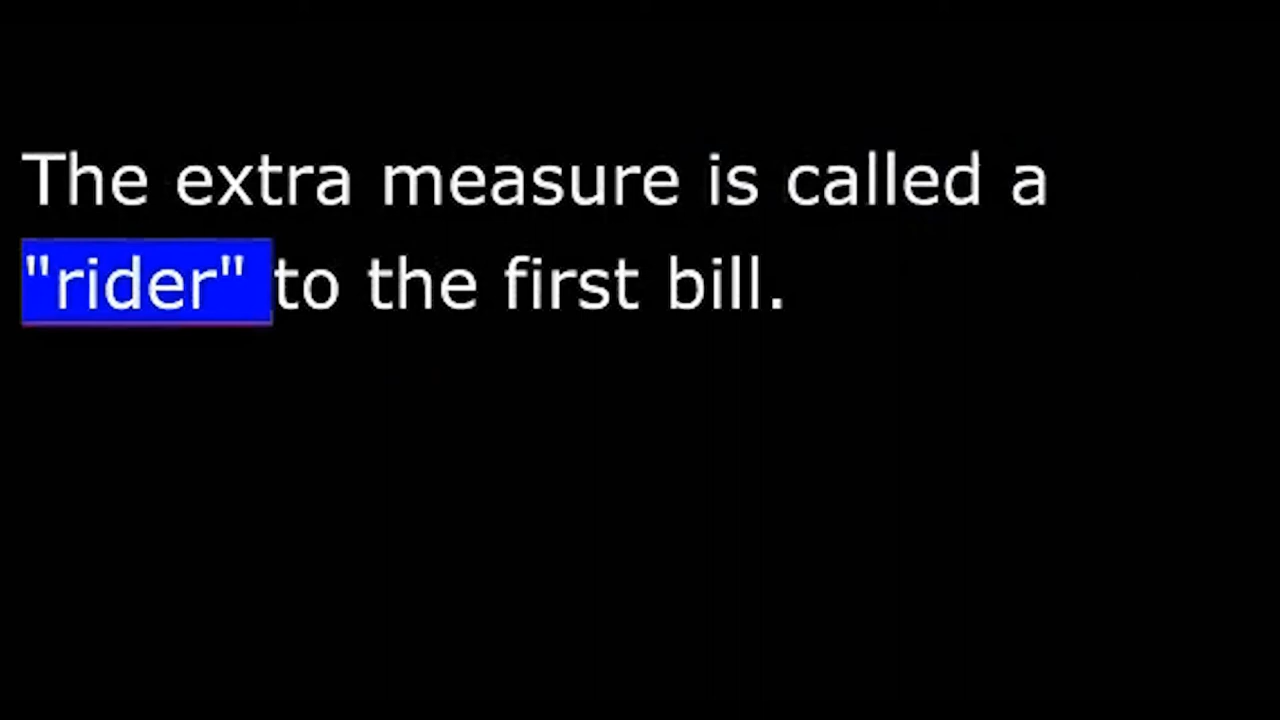 The extra measure is called a
"rider" to the first bill.